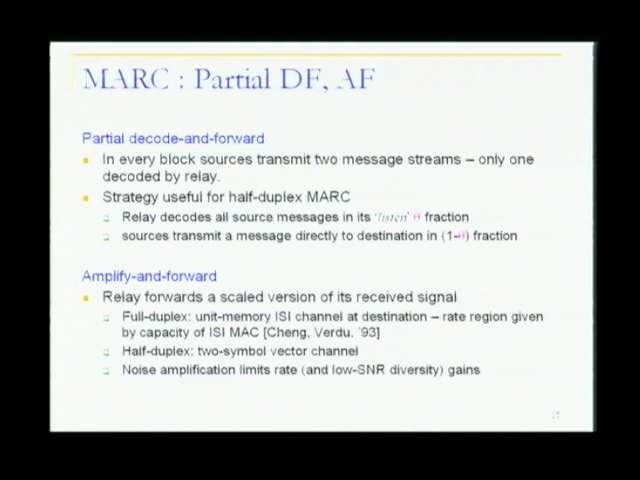 MARC : Partial DF, AF
Partial decode-and-forward
In every block sources transmit two message streams – only one
decoded by relay.
Strategy useful for half-duplex MARC
Relay decodes all source messages in its 'listen' θ fraction
sources transmit a message directly to destination in (1-θ) fraction
Amplify-and-forward
Relay forwards a scaled version of its received signal
Full-duplex: unit-memory ISI channel at destination – rate region given
by capacity of ISI MAC [Cheng, Verdu. '93]
Half-duplex: two-symbol vector channel
Noise amplification limits rate (and low-SNR diversity) gains